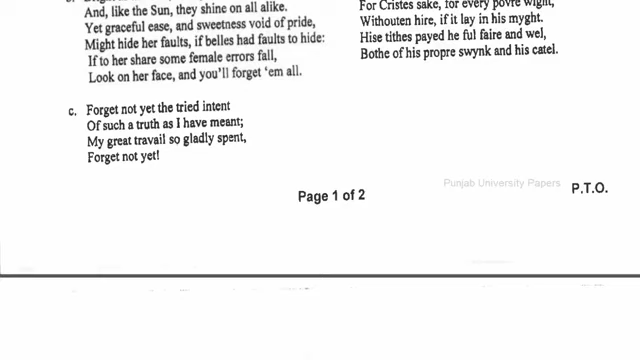 And, like the Sun, they shine on all alike.
Yet graceful ease, and sweetness void of pride,
Might hide her faults, if belles had faults to hide:
If to her share some female errors fall,
Look on her face, and you'll forget 'em all.
c. Forget not yet the tried intent
Of such a truth as I have meant;
My great travail so gladly spent,
Forget not yet!
For Cristes sake, for every povre wight,
Withouten hire, if it lay in his myght.
Hise tithes payed he ful faire and wel,
Bothe of his propre swynk and his catel.
Punjab University Papers
P.T.O.
Page 1 of 2